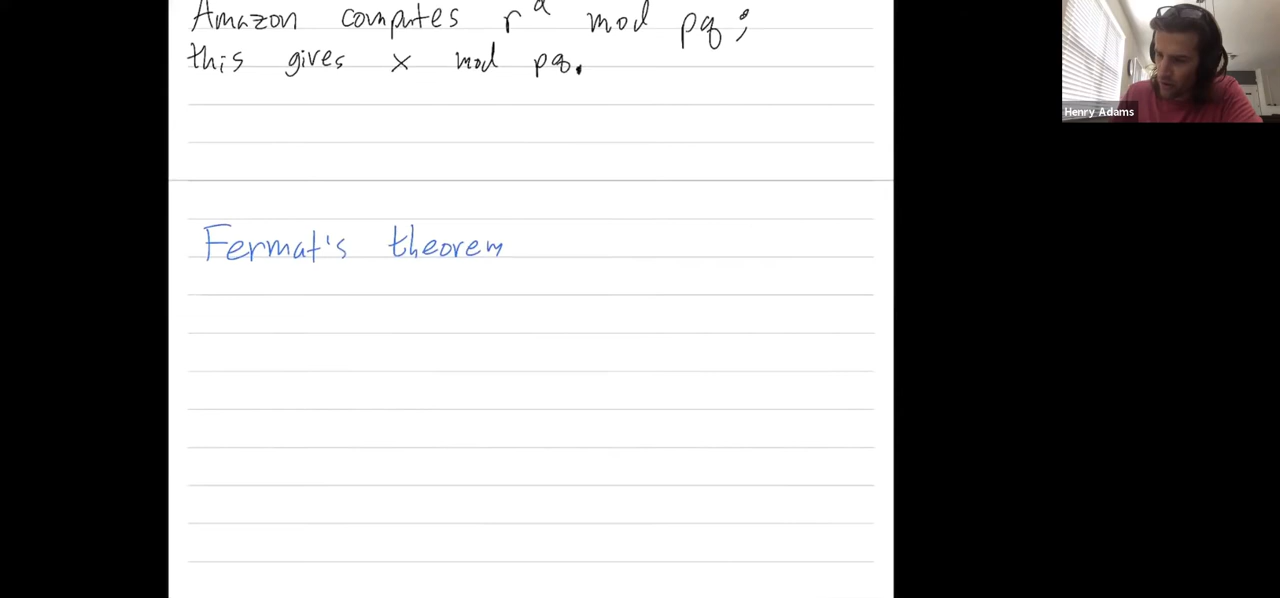 Amazon computes r^d mod pq;
this gives x mod pq.
Henry Adams
Fermat's theorem